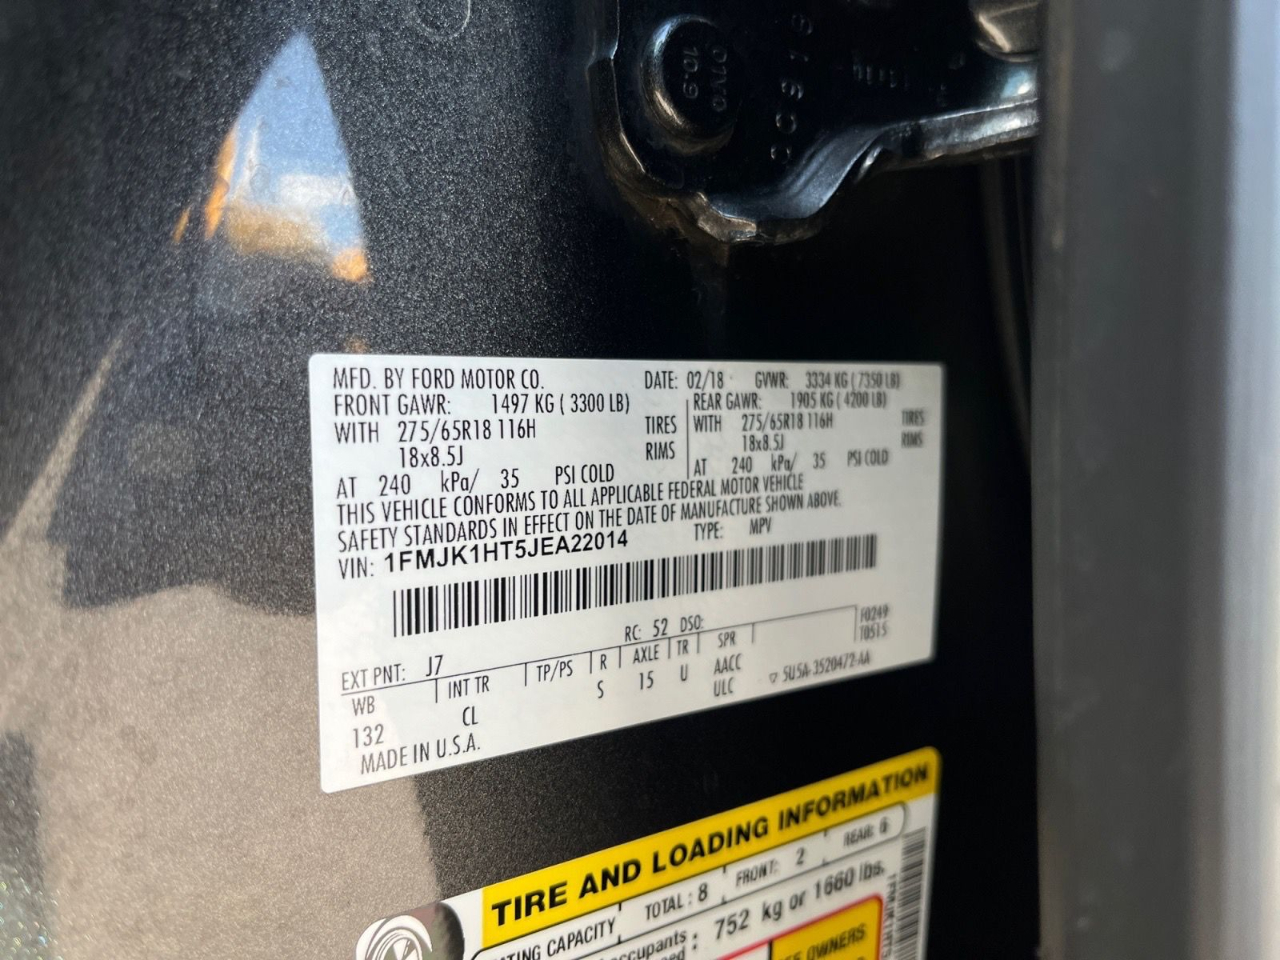 10.9
MFD. BY FORD MOTOR CO. DATE: 02/18 GVWR: 3334 KG ( 7350 LB)
FRONT GAWR: 1497 KG ( 3300 LB) REAR GAWR: 1905 KG ( 4200 LB)
WITH 275/65R18 116H TIRES WITH 275/65R18 116H TIRES
18x8.5J RIMS 18x8.5J RIMS
AT 240 kPa/ 35 PSI COLD AT 240 kPa/ 35 PSI COLD
THIS VEHICLE CONFORMS TO ALL APPLICABLE FEDERAL MOTOR VEHICLE
SAFETY STANDARDS IN EFFECT ON THE DATE OF MANUFACTURE SHOWN ABOVE.
VIN: 1FMJK1HT5JEA22014 TYPE: MPV
RC: 52 DSO: F0249
EXT PNT: J7 T0515
WB INT TR TP/PS R AXLE TR SPR
132 CL S 15 U AACC
ULC 5U5A-3520472-AA
MADE IN U.S.A.
TIRE AND LOADING INFORMATION
TING CAPACITY TOTAL: 8 FRONT: 2 REAR: 6
ccupants : 752 kg or 1660 lbs.
OWNERS